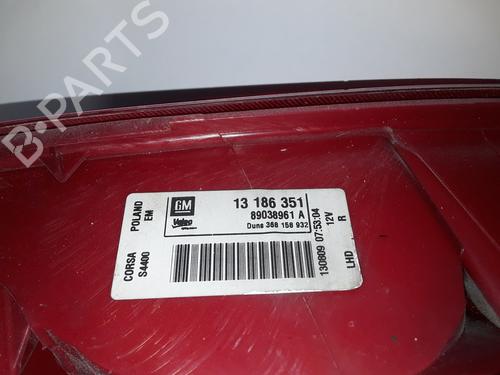 B-PARTS
GM
Valeo
13 186 351
89038961 A
Duns 368 158 932
POLAND
EM
CORSA
S4400
130809 07:53:04
12V
R
LHD